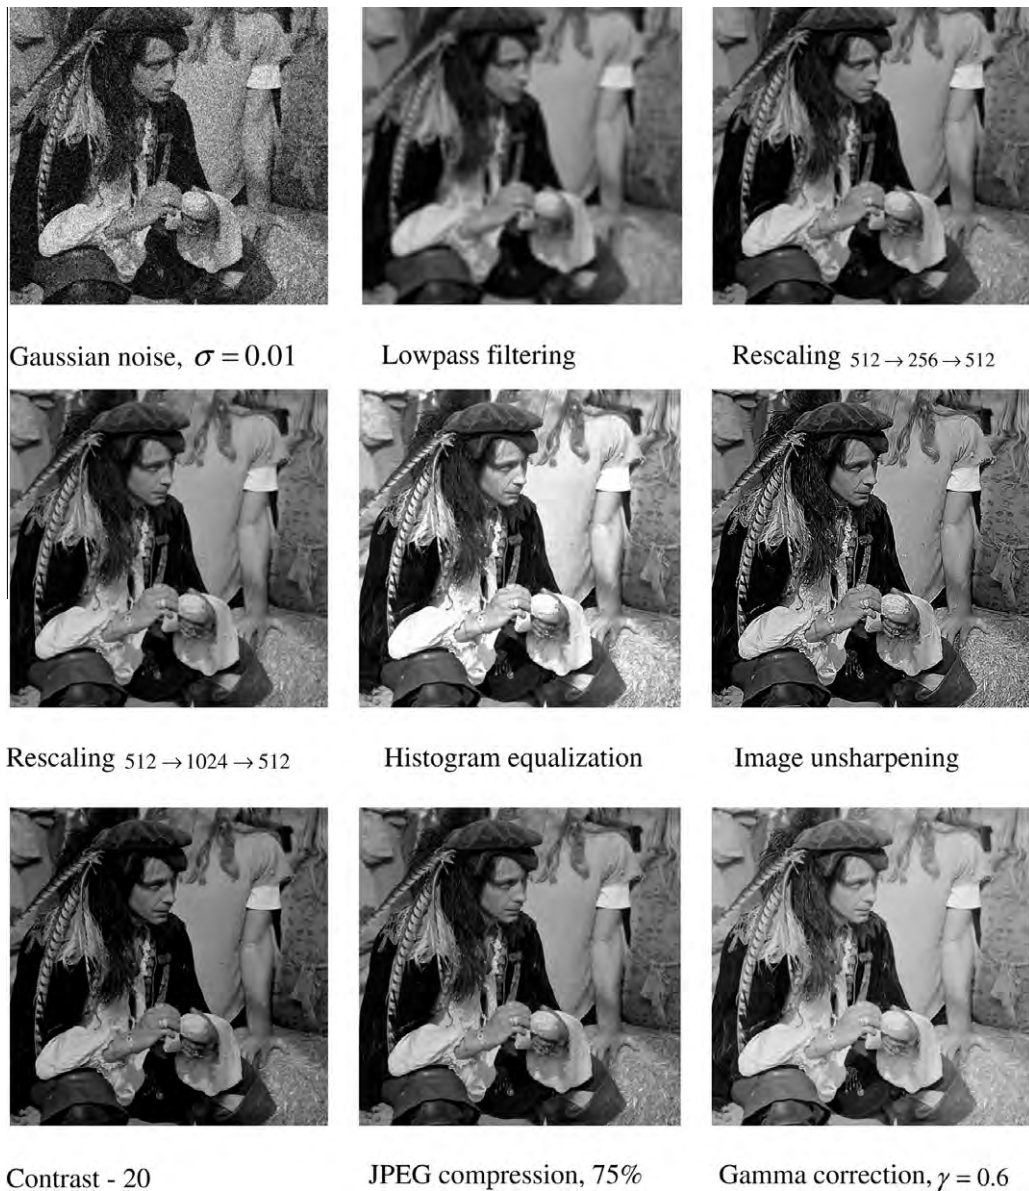 Gaussian noise, σ = 0.01
Lowpass filtering
Rescaling 512 → 256 → 512
Rescaling 512 → 1024 → 512
Histogram equalization
Image unsharpening
Contrast - 20
JPEG compression, 75%
Gamma correction, γ = 0.6